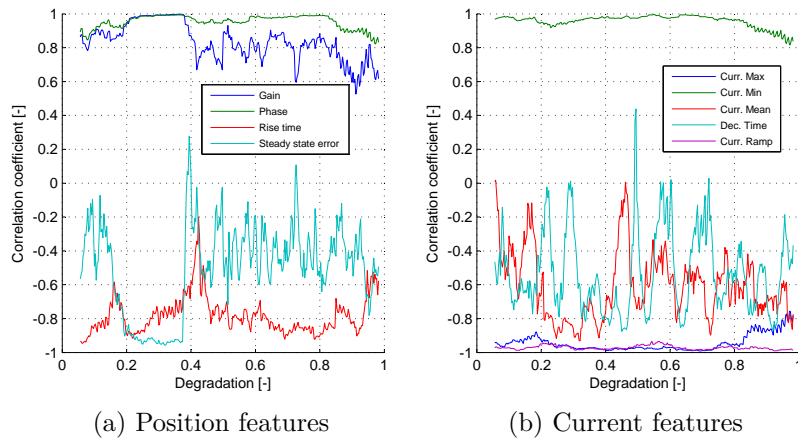 1
0.8
0.6
0.4
0.2
0
-0.2
-0.4
-0.6
-0.8
-1
0
0.2
0.4
0.6
0.8
1
Correlation coefficient [-]
Degradation [-]
Gain
Phase
Rise time
Steady state error
(a) Position features
1
0.8
0.6
0.4
0.2
0
-0.2
-0.4
-0.6
-0.8
-1
0
0.2
0.4
0.6
0.8
1
Correlation coefficient [-]
Degradation [-]
Curr. Max
Curr. Min
Curr. Mean
Dec. Time
Curr. Ramp
(b) Current features